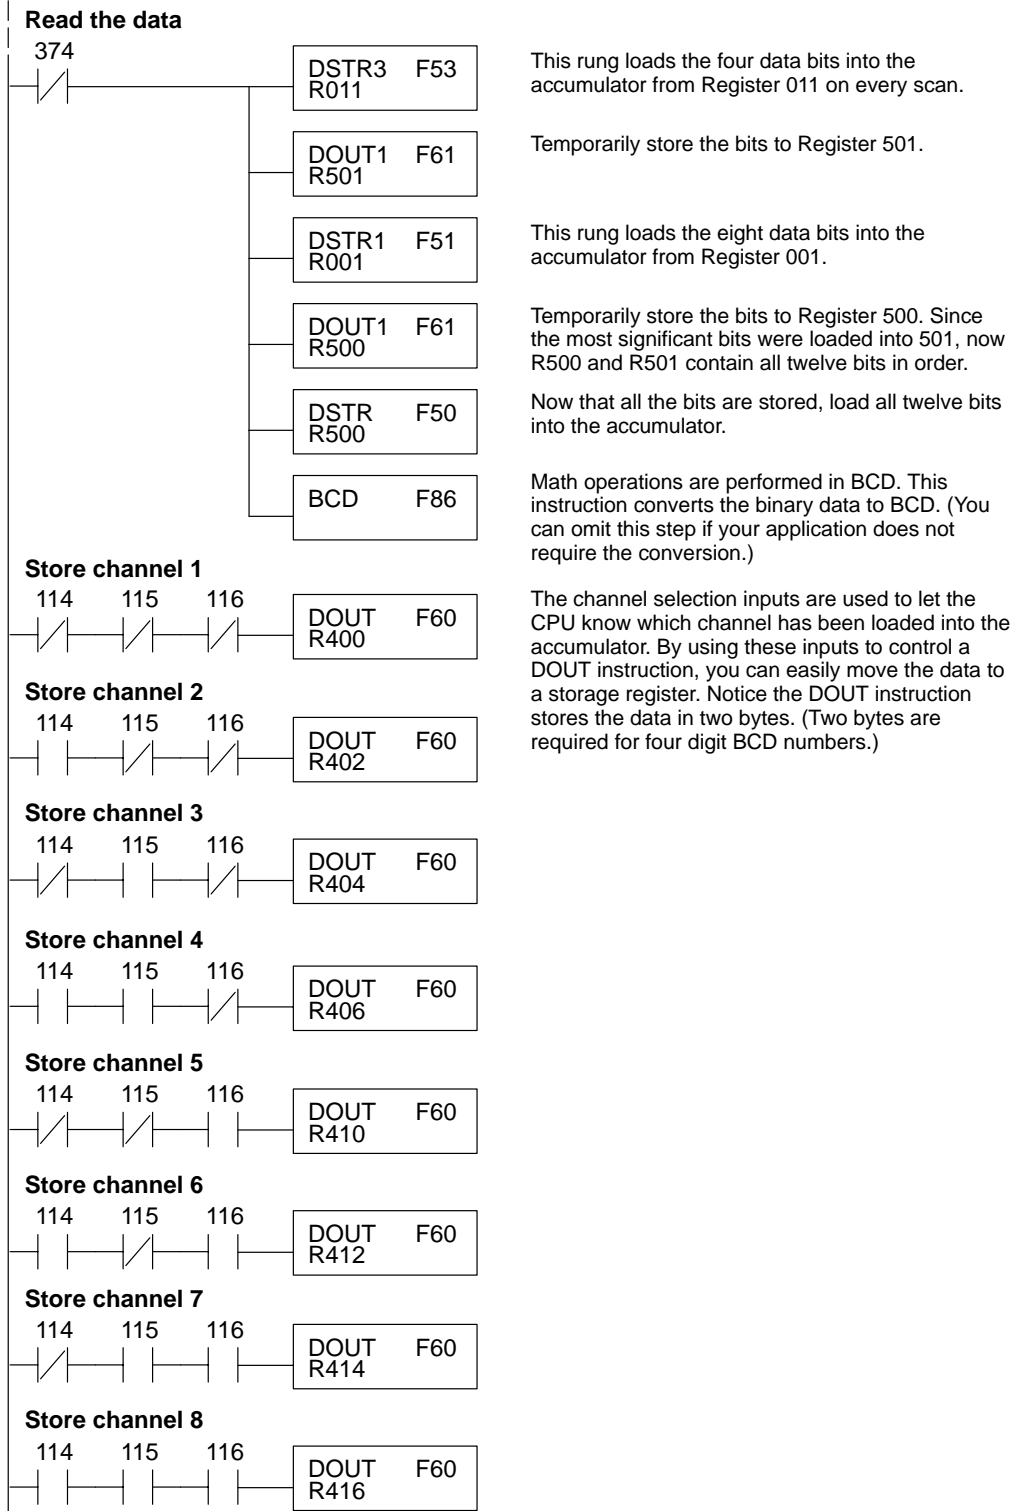 Read the data
374
DSTR3 F53
R011
This rung loads the four data bits into the
accumulator from Register 011 on every scan.
DOUT1 F61
R501
Temporarily store the bits to Register 501.
DSTR1 F51
R001
This rung loads the eight data bits into the
accumulator from Register 001.
DOUT1 F61
R500
Temporarily store the bits to Register 500. Since
the most significant bits were loaded into 501, now
R500 and R501 contain all twelve bits in order.
DSTR F50
R500
Now that all the bits are stored, load all twelve bits
into the accumulator.
BCD F86
Math operations are performed in BCD. This
instruction converts the binary data to BCD. (You
can omit this step if your application does not
require the conversion.)
Store channel 1
114 115 116
DOUT F60
R400
The channel selection inputs are used to let the
CPU know which channel has been loaded into the
accumulator. By using these inputs to control a
DOUT instruction, you can easily move the data to
a storage register. Notice the DOUT instruction
stores the data in two bytes. (Two bytes are
required for four digit BCD numbers.)
Store channel 2
114 115 116
DOUT F60
R402
Store channel 3
114 115 116
DOUT F60
R404
Store channel 4
114 115 116
DOUT F60
R406
Store channel 5
114 115 116
DOUT F60
R410
Store channel 6
114 115 116
DOUT F60
R412
Store channel 7
114 115 116
DOUT F60
R414
Store channel 8
114 115 116
DOUT F60
R416